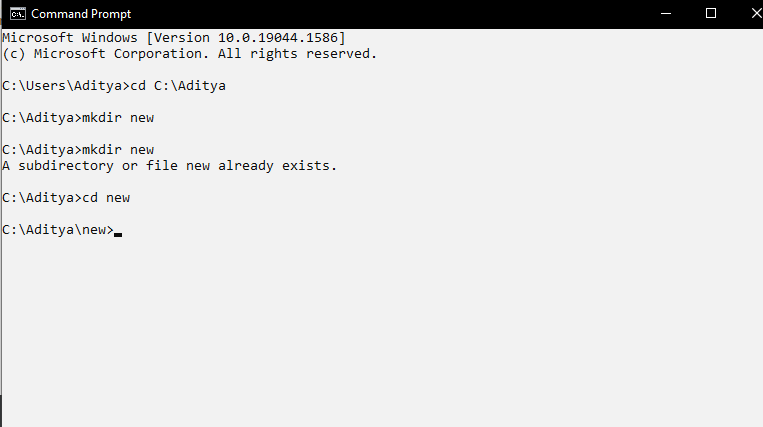 C:\. Command Prompt
Microsoft Windows [Version 10.0.19044.1586]
(c) Microsoft Corporation. All rights reserved.
C:\Users\Aditya>cd C:\Aditya
C:\Aditya>mkdir new
C:\Aditya>mkdir new
A subdirectory or file new already exists.
C:\Aditya>cd new
C:\Aditya\new>